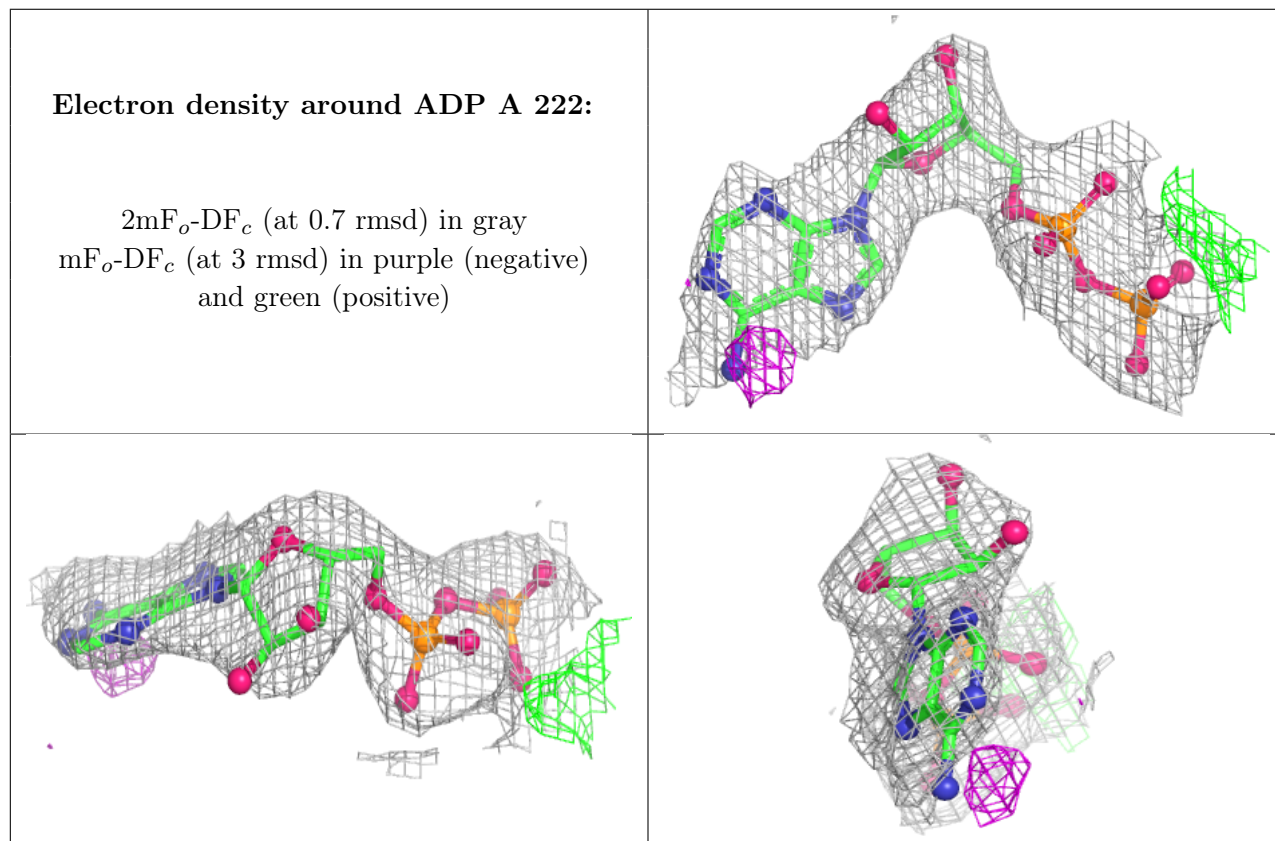 Electron density around ADP A 222:
2mFo-DFc (at 0.7 rmsd) in gray
mFo-DFc (at 3 rmsd) in purple (negative)
and green (positive)